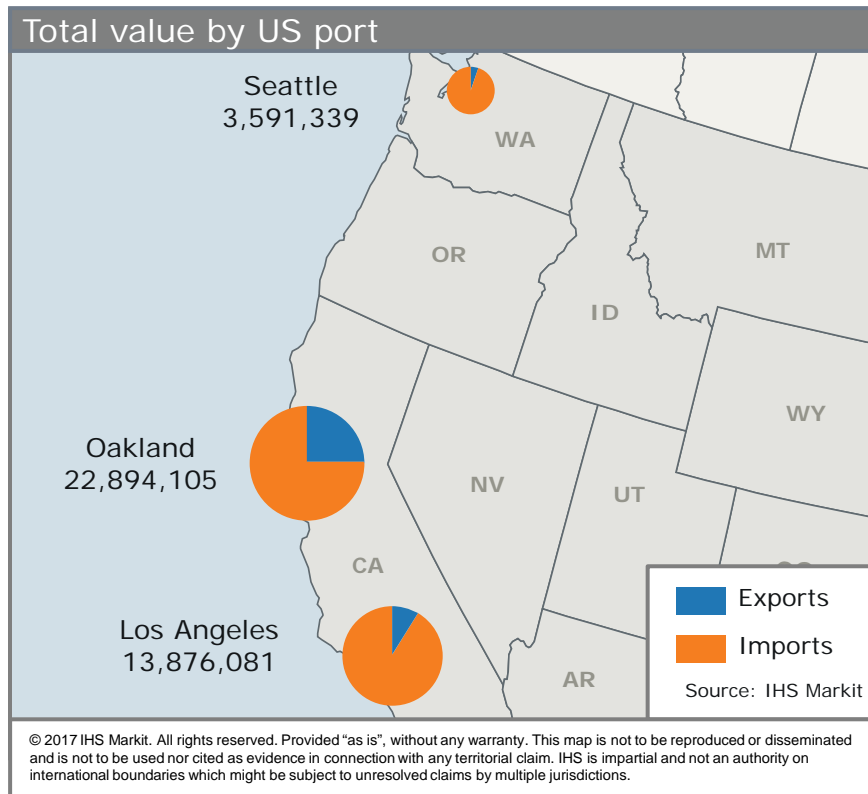 Total value by US port
Seattle
3,591,339
WA
OR
MT
ID
WY
Oakland
22,894,105
NV
UT
CA
Los Angeles
13,876,081
AR
Exports
Imports
Source: IHS Markit
© 2017 IHS Markit. All rights reserved. Provided “as is”, without any warranty. This map is not to be reproduced or disseminated
and is not to be used nor cited as evidence in connection with any territorial claim. IHS is impartial and not an authority on
international boundaries which might be subject to unresolved claims by multiple jurisdictions.